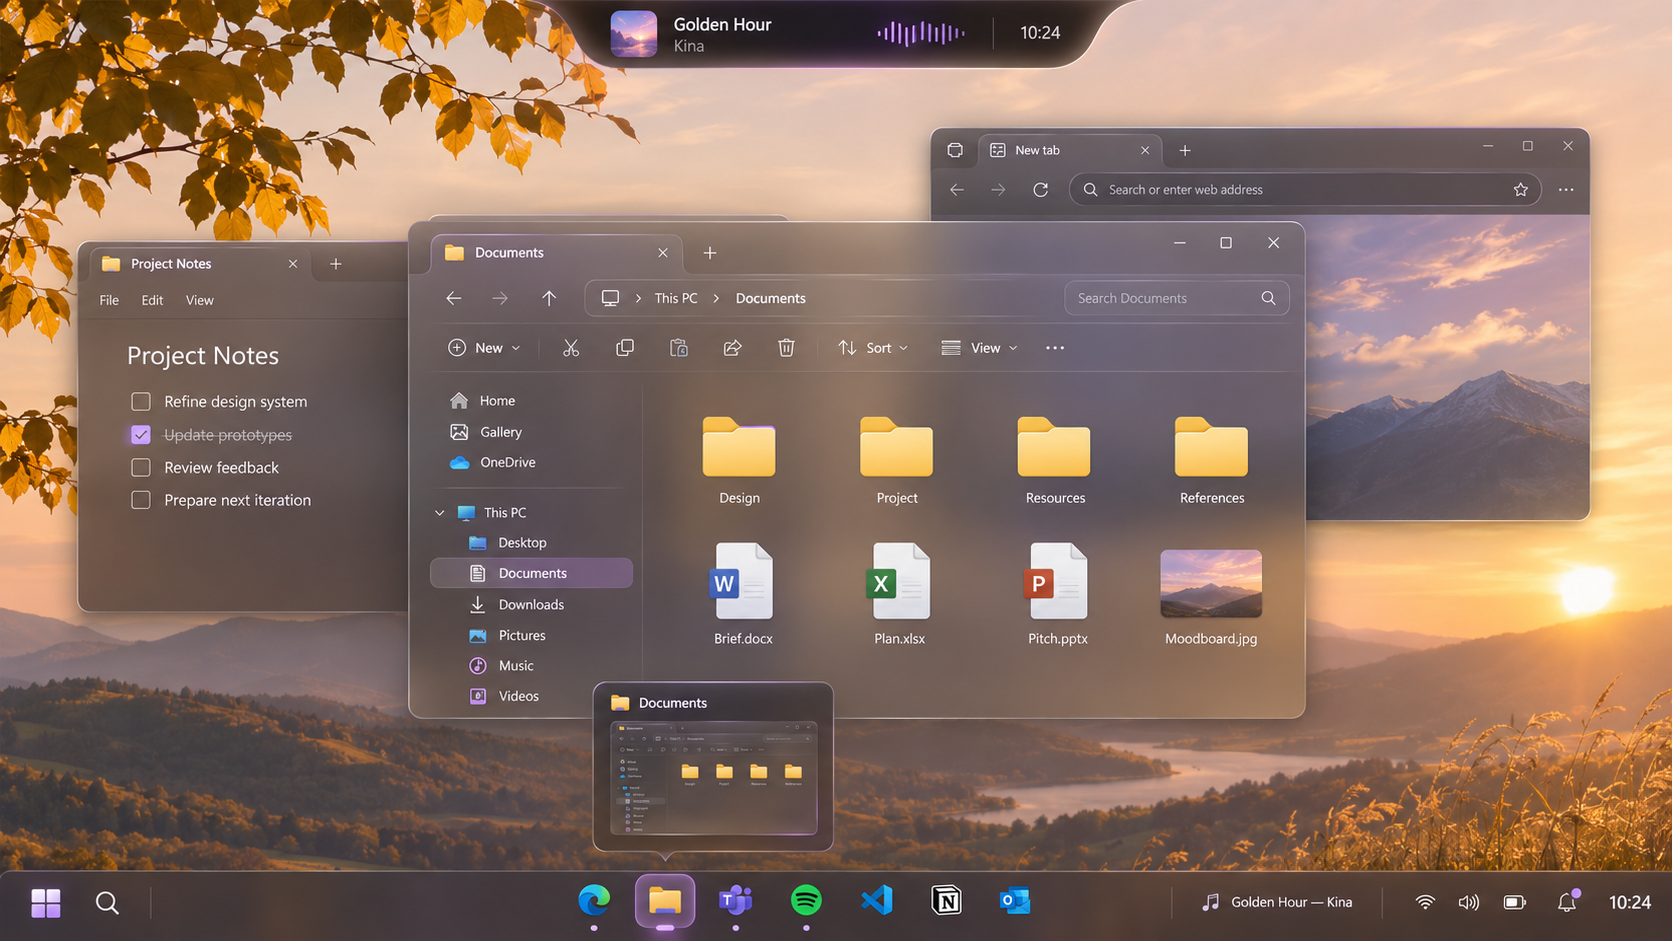 Golden Hour
Kina
10:24
New tab
Search or enter web address
Project Notes
File Edit View
Project Notes
Refine design system
Update prototypes
Review feedback
Prepare next iteration
Documents
This PC
Documents
Search Documents
New
Sort
View
Home
Gallery
OneDrive
This PC
Desktop
Documents
Downloads
Pictures
Music
Videos
Design
Project
Resources
References
W
X
P
Brief.docx
Plan.xlsx
Pitch.pptx
Moodboard.jpg
Documents
T
N
O
Golden Hour — Kina
10:24